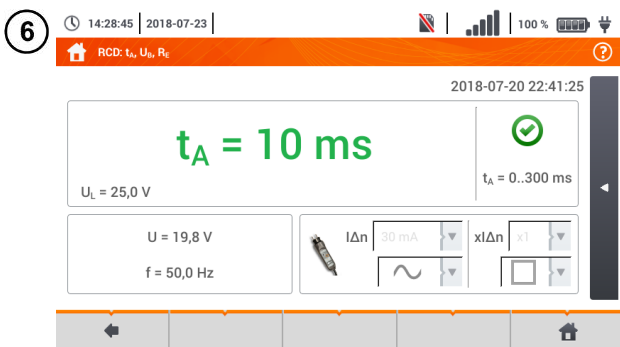 6
14:28:45 2018-07-23 100 %
RCD: tA, UB, RE ?
2018-07-20 22:41:25
tA = 10 ms
tA = 0..300 ms
UL = 25,0 V
U = 19,8 V
f = 50,0 Hz
IΔn 30 mA xIΔn x1